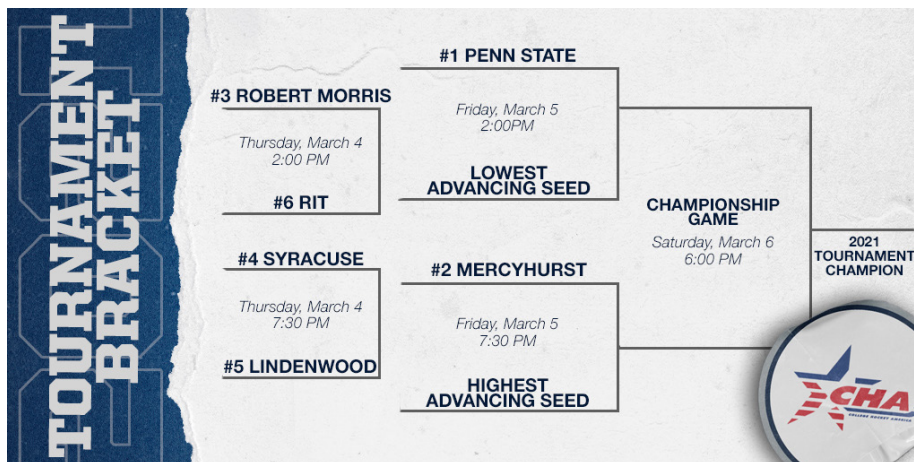 TOURNAMENT
BRACKET
#1 PENN STATE
#3 ROBERT MORRIS
Friday, March 5
2:00PM
Thursday, March 4
2:00 PM
LOWEST
ADVANCING SEED
#6 RIT
CHAMPIONSHIP
GAME
Saturday, March 6
6:00 PM
2021
TOURNAMENT
CHAMPION
#4 SYRACUSE
#2 MERCYHURST
Thursday, March 4
7:30 PM
Friday, March 5
7:30 PM
#5 LINDENWOOD
HIGHEST
ADVANCING SEED
CHA
COLLEGE HOCKEY AMERICA